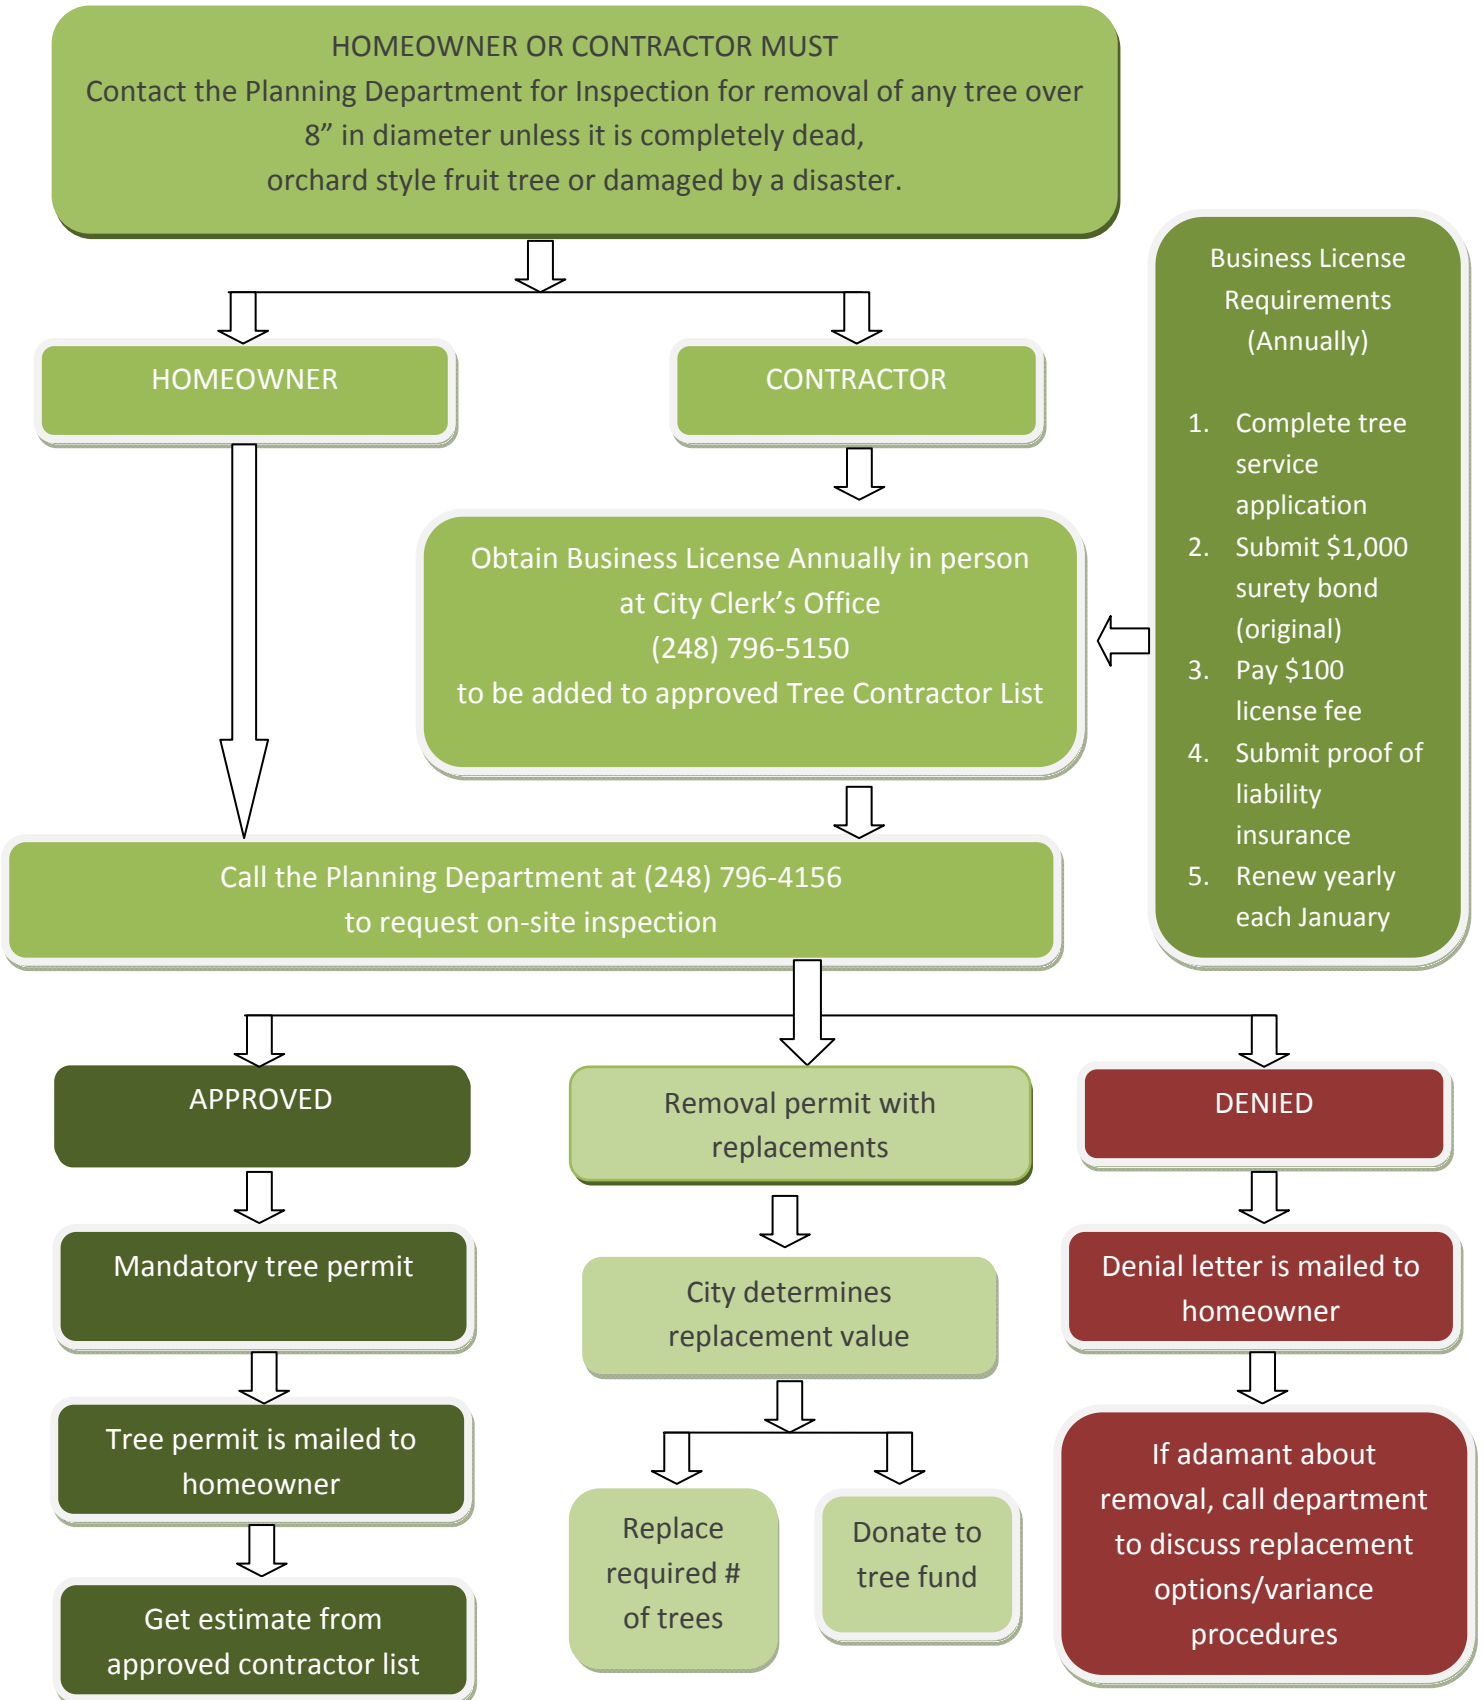 HOMEOWNER OR CONTRACTOR MUST
Contact the Planning Department for Inspection for removal of any tree over
8” in diameter unless it is completely dead,
orchard style fruit tree or damaged by a disaster.
HOMEOWNER
CONTRACTOR
Business License
Requirements
(Annually)
1. Complete tree
service
application
2. Submit $1,000
surety bond
(original)
3. Pay $100
license fee
4. Submit proof of
liability
insurance
5. Renew yearly
each January
Obtain Business License Annually in person
at City Clerk’s Office
(248) 796-5150
to be added to approved Tree Contractor List
Call the Planning Department at (248) 796-4156
to request on-site inspection
APPROVED
Mandatory tree permit
Tree permit is mailed to
homeowner
Get estimate from
approved contractor list
Removal permit with
replacements
City determines
replacement value
Replace
required #
of trees
Donate to
tree fund
DENIED
Denial letter is mailed to
homeowner
If adamant about
removal, call department
to discuss replacement
options/variance
procedures